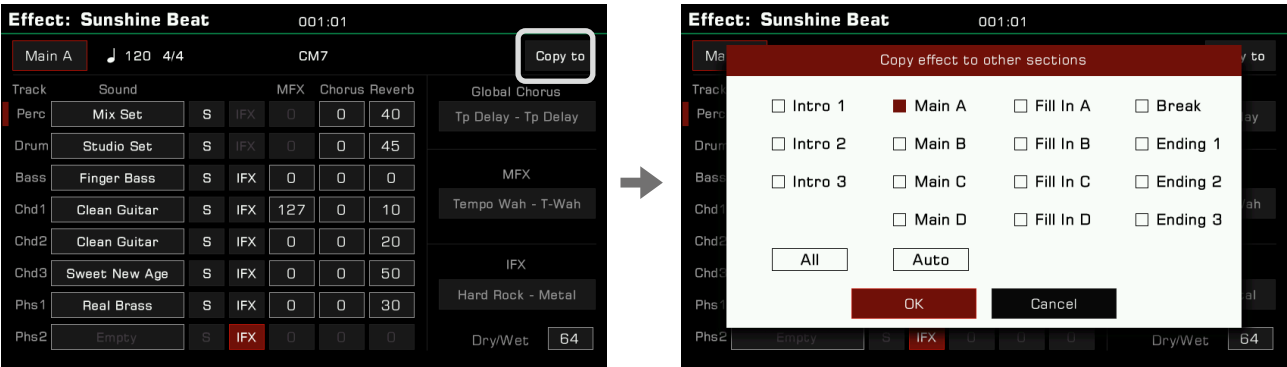 Effect: Sunshine Beat 001:01
Main A 120 4/4 CM7 Copy to
Track Sound MFX Chorus Reverb Global Chorus
Perc Mix Set S IFX 0 0 40 Tp Delay - Tp Delay
Drum Studio Set S IFX 0 0 45
Bass Finger Bass S IFX 0 0 0 MFX
Chd1 Clean Guitar S IFX 127 0 10 Tempo Wah - T-Wah
Chd2 Clean Guitar S IFX 0 0 20
Chd3 Sweet New Age S IFX 0 0 50 IFX
Phs1 Real Brass S IFX 0 0 30 Hard Rock - Metal
Phs2 Empty S IFX 0 0 0 Dry/Wet 64
Effect: Sunshine Beat 001:01
Ma Copy effect to other sections y to
Track
Perc Intro 1 Main A Fill In A Break ay
Drum Intro 2 Main B Fill In B Ending 1
Bass Intro 3 Main C Fill In C Ending 2
Chd1 Main D Fill In D Ending 3 ah
Chd2 All Auto
Chd3
Phs1 OK Cancel al
Phs2 Empty S IFX 0 0 0 Dry/Wet 64